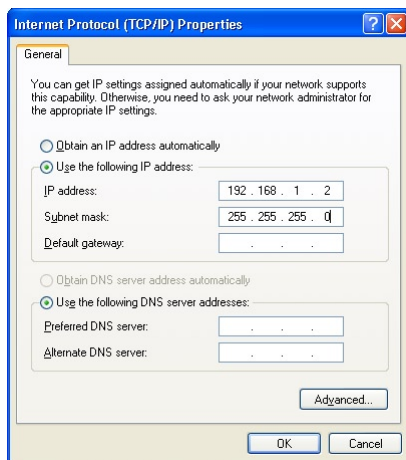 Internet Protocol (TCP/IP) Properties
General
You can get IP settings assigned automatically if your network supports
this capability. Otherwise, you need to ask your network administrator for
the appropriate IP settings.
Obtain an IP address automatically
Use the following IP address:
IP address: 192 . 168 . 1 . 2
Subnet mask: 255 . 255 . 255 . 0
Default gateway: . . .
Obtain DNS server address automatically
Use the following DNS server addresses:
Preferred DNS server: . . .
Alternate DNS server: . . .
Advanced...
OK Cancel